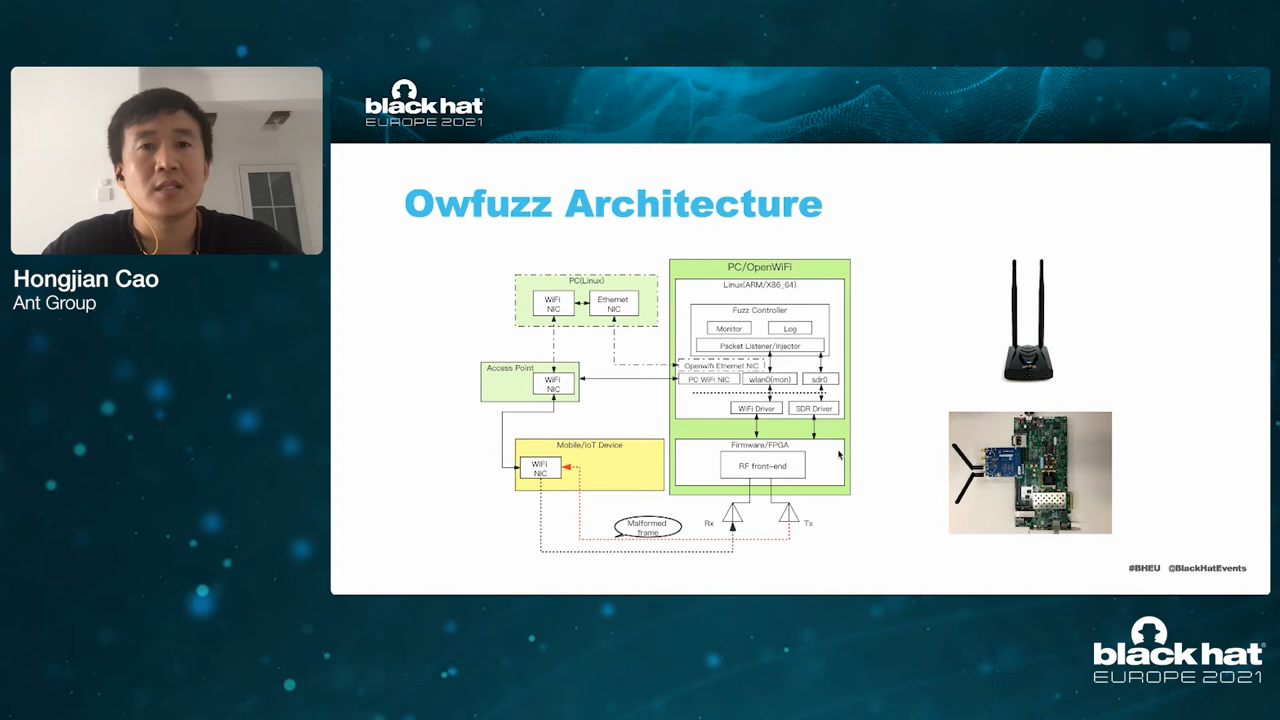 black hat
EUROPE 2021
Hongjian Cao
Ant Group
Owfuzz Architecture
PC(Linux)
WiFi
NIC
Ethernet
NIC
Access Point
WiFi
NIC
Mobile/IoT Device
WiFi
NIC
Malformed
frame
PC/OpenWiFi
Linux(ARM/X86_64)
Fuzz Controller
Monitor
Log
Packet Listener/Injector
Openwifi Ethernet NIC
PC WiFi NIC
wlan0(mon)
sdr0
WiFi Driver
SDR Driver
Firmware/FPGA
RF front-end
Rx
Tx
#BHEU @BlackHatEvents
black hat
EUROPE 2021